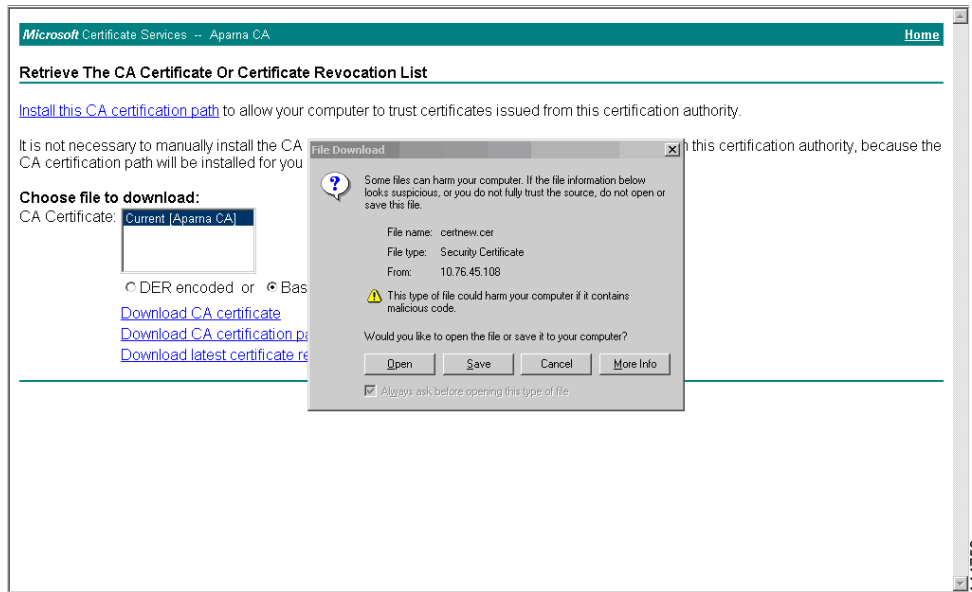 Microsoft Certificate Services -- Aparna CA Home
Retrieve The CA Certificate Or Certificate Revocation List
Install this CA certification path to allow your computer to trust certificates issued from this certification authority.
It is not necessary to manually install the CA
this certification authority, because the
CA certification path will be installed for you
Choose file to download:
CA Certificate: Current [Aparna CA]
DER encoded or Bas
Download CA certificate
Download CA certification
Download latest certificate
File Download
Some files can harm your computer. If the file information below
looks suspicious, or you do not fully trust the source, do not open or
save this file.
File name: certnew.cer
File type: Security Certificate
From: 10.76.45.108
This type of file could harm your computer if it contains
malicious code.
Would you like to open the file or save it to your computer?
Open Save Cancel More Info
Always ask before opening this type of file